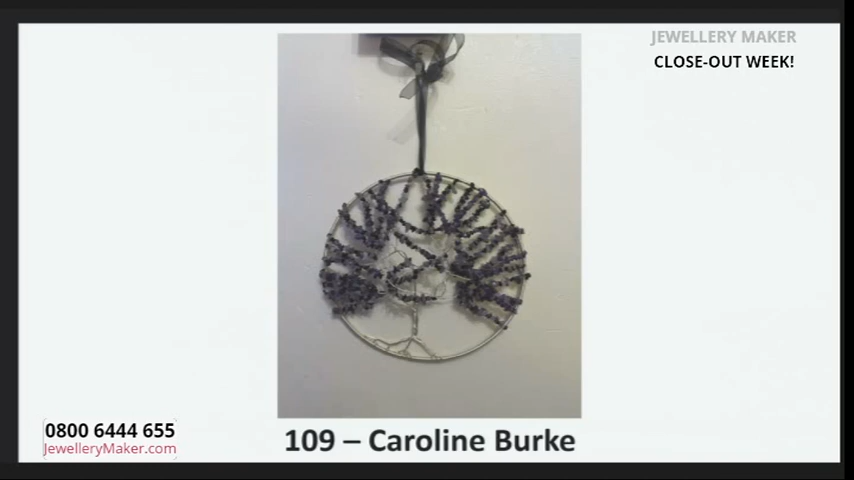 JEWELLERY MAKER
CLOSE-OUT WEEK!
0800 6444 655
JewelleryMaker.com
109 – Caroline Burke